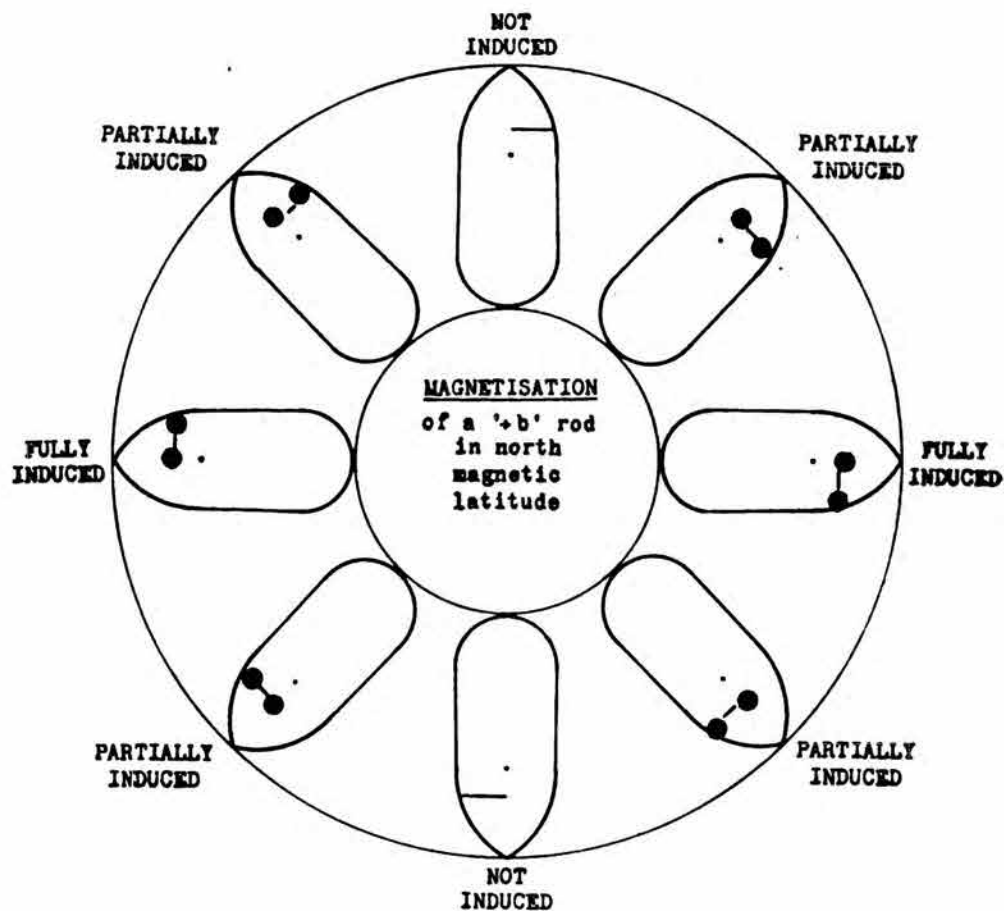 NOT
INDUCED
PARTIALLY
INDUCED
PARTIALLY
INDUCED
MAGNETISATION
of a '+b' rod
in north
magnetic
latitude
FULLY
INDUCED
FULLY
INDUCED
PARTIALLY
INDUCED
PARTIALLY
INDUCED
NOT
INDUCED